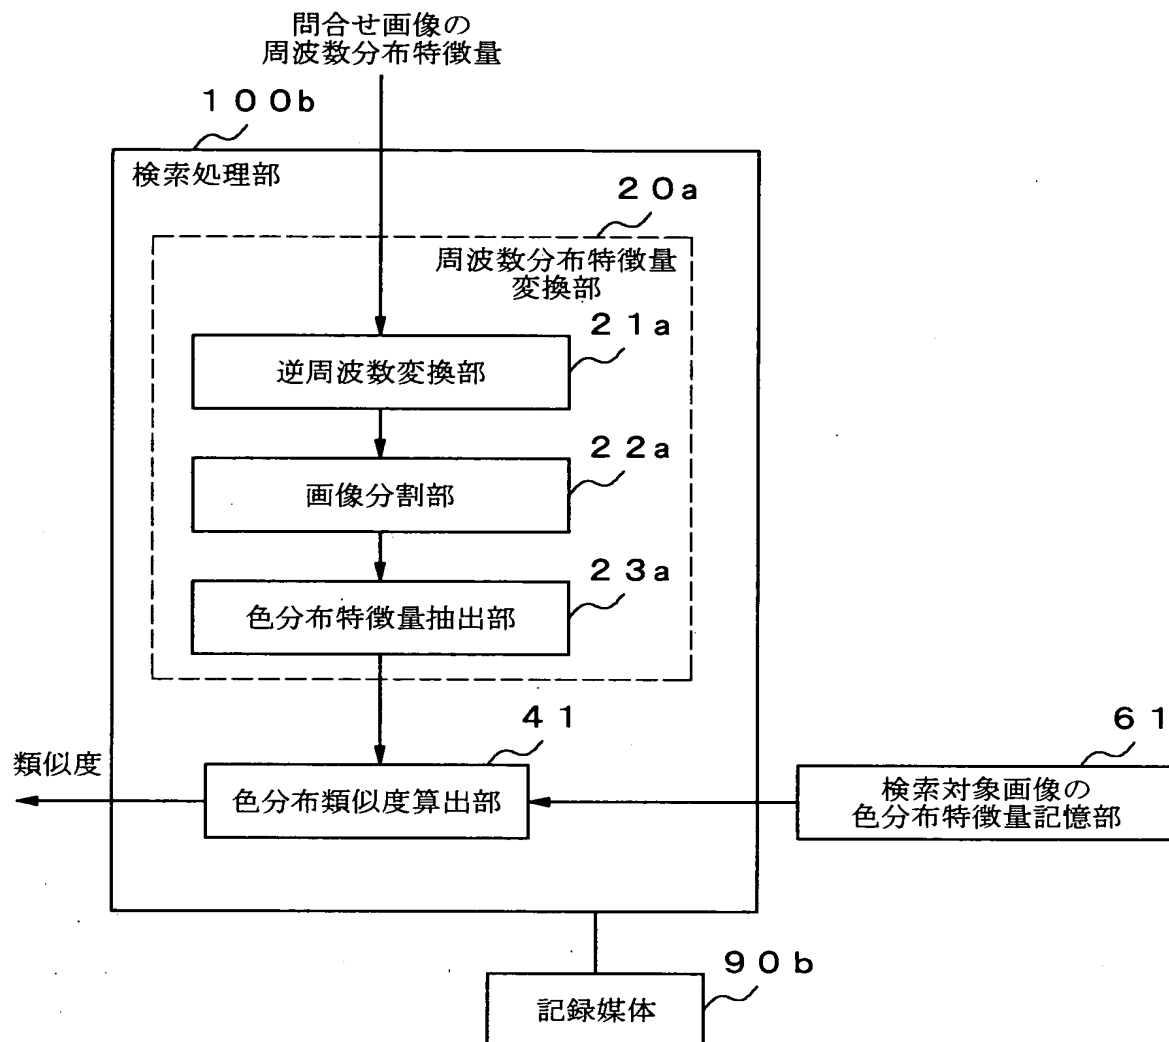 問合せ画像の
周波数分布特徴量
１００ｂ
検索処理部
２０ａ
周波数分布特徴量
変換部
２１ａ
逆周波数変換部
２２ａ
画像分割部
２３ａ
色分布特徴量抽出部
４１
６１
類似度
色分布類似度算出部
検索対象画像の
色分布特徴量記憶部
９０ｂ
記録媒体